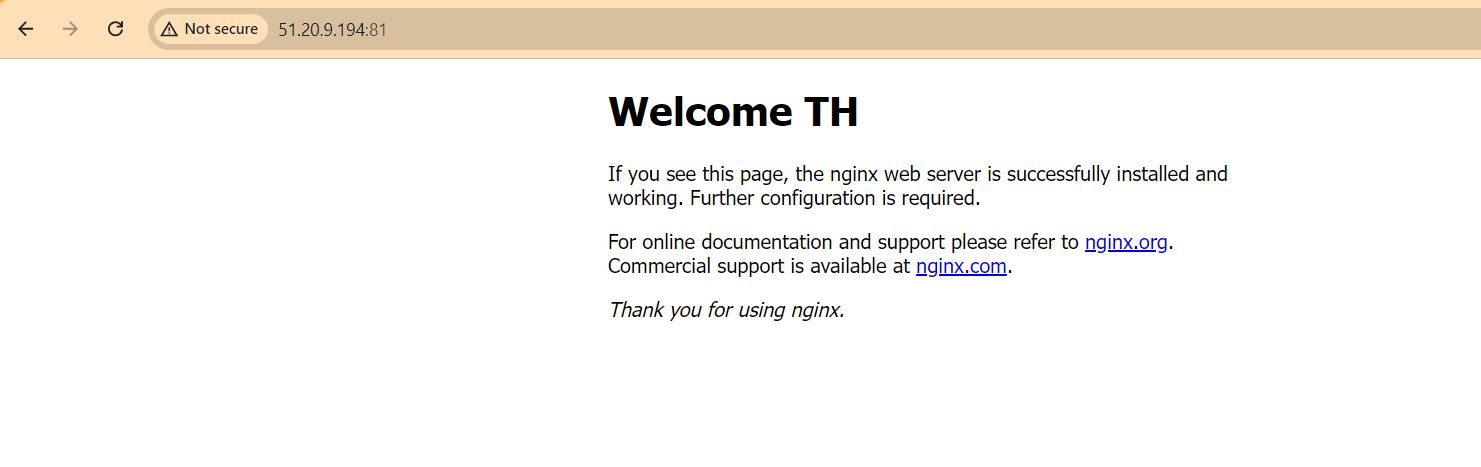 Not secure 51.20.9.194:81
Welcome TH
If you see this page, the nginx web server is successfully installed and
working. Further configuration is required.
For online documentation and support please refer to nginx.org.
Commercial support is available at nginx.com.
Thank you for using nginx.